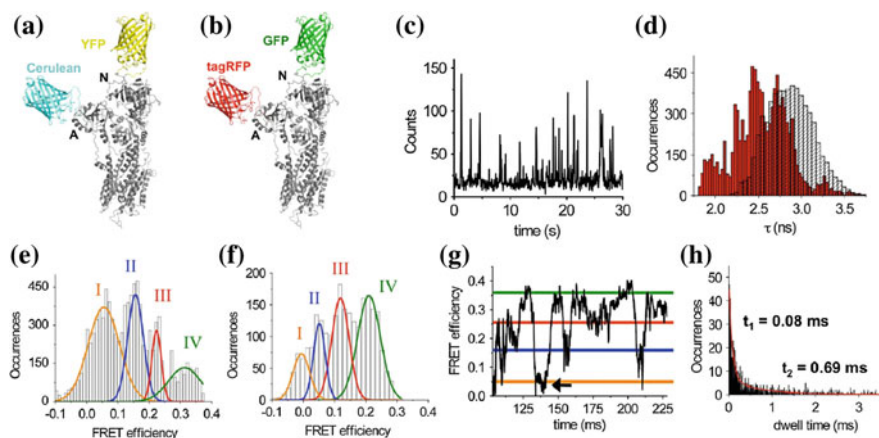 (a)
YFP
Cerulean
N
A
(b)
GFP
tagRFP
N
A
(c)
150
100
50
0
Counts
0 10 20 30
time (s)
(d)
450
300
150
0
Occurrences
2.0 2.5 3.0 3.5
τ (ns)
(e)
I II III IV
450
300
150
0
Occurrences
-0.1 0.0 0.1 0.2 0.3
FRET efficiency
(f)
I II III IV
200
150
100
50
0
Occurrences
-0.1 0.0 0.1 0.2 0.3 0.4
FRET efficiency
(g)
0.4
0.3
0.2
0.1
0.0
FRET efficiency
100 125 150 175 200 225
time (ms)
(h)
50
40
30
20
10
0
Occurrences
t1 = 0.08 ms
t2 = 0.69 ms
0 1 2 3
dwell time (ms)